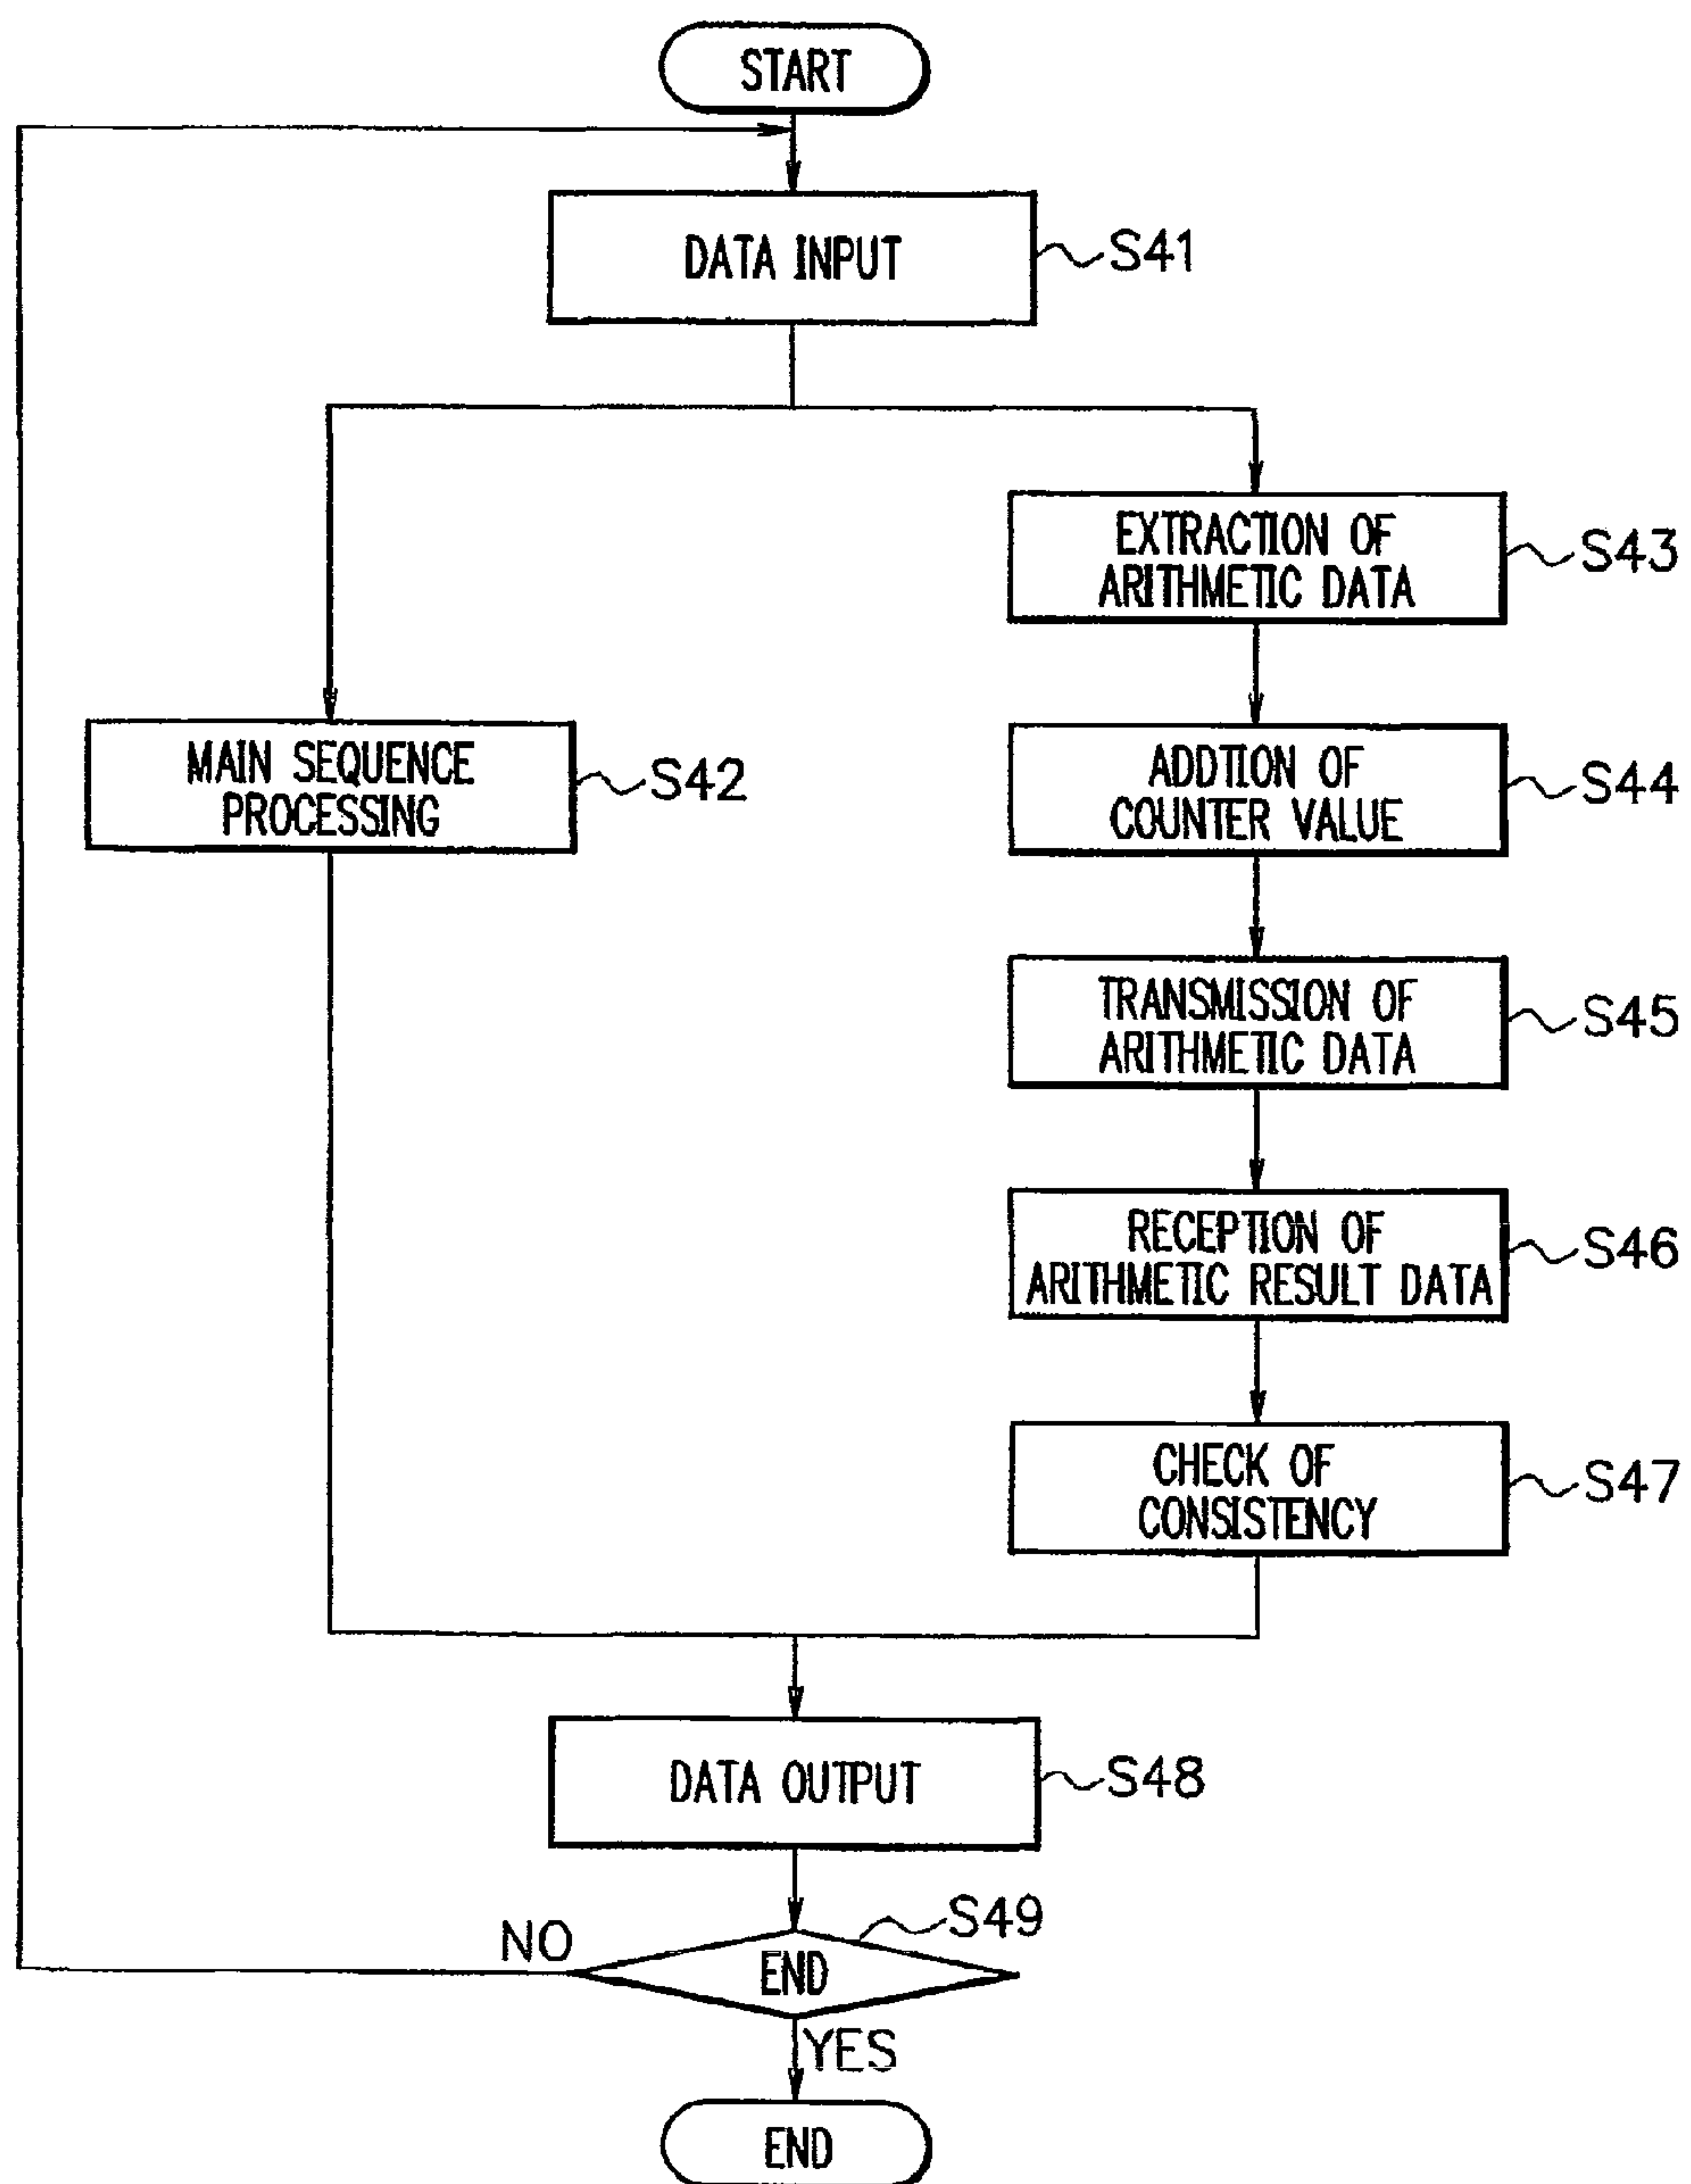 START
DATA INPUT
S41
EXTRACTION OF
ARITHMETIC DATA
S43
MAIN SEQUENCE
PROCESSING
S42
ADDTION OF
COUNTER VALUE
S44
TRANSMISSION OF
ARITHMETIC DATA
S45
RECEPTION OF
ARITHMETIC RESULT DATA
S46
CHECK OF
CONSISTENCY
S47
DATA OUTPUT
S48
S49
NO
END
YES
END